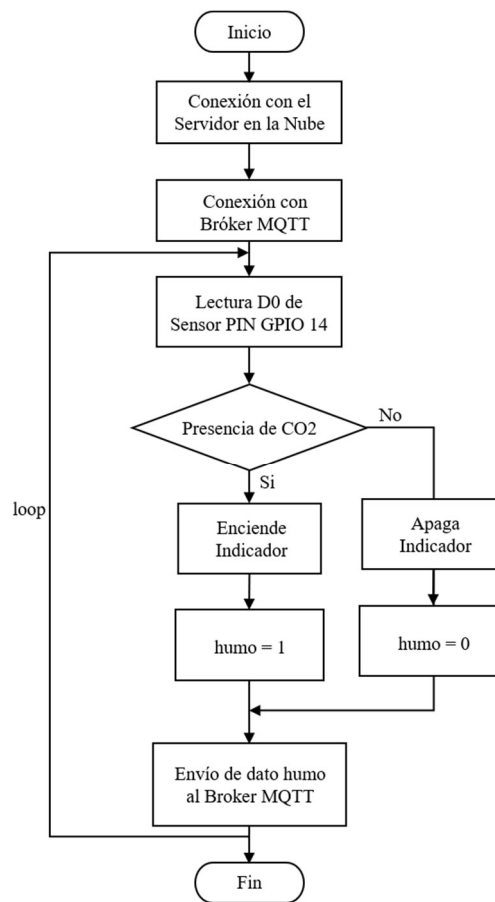 Inicio
Conexión con el
Servidor en la Nube
Conexión con
Bróker MQTT
Lectura D0 de
Sensor PIN GPIO 14
Presencia de CO2
No
Si
loop
Enciende
Indicador
Apaga
Indicador
humo = 1
humo = 0
Envío de dato humo
al Broker MQTT
Fin